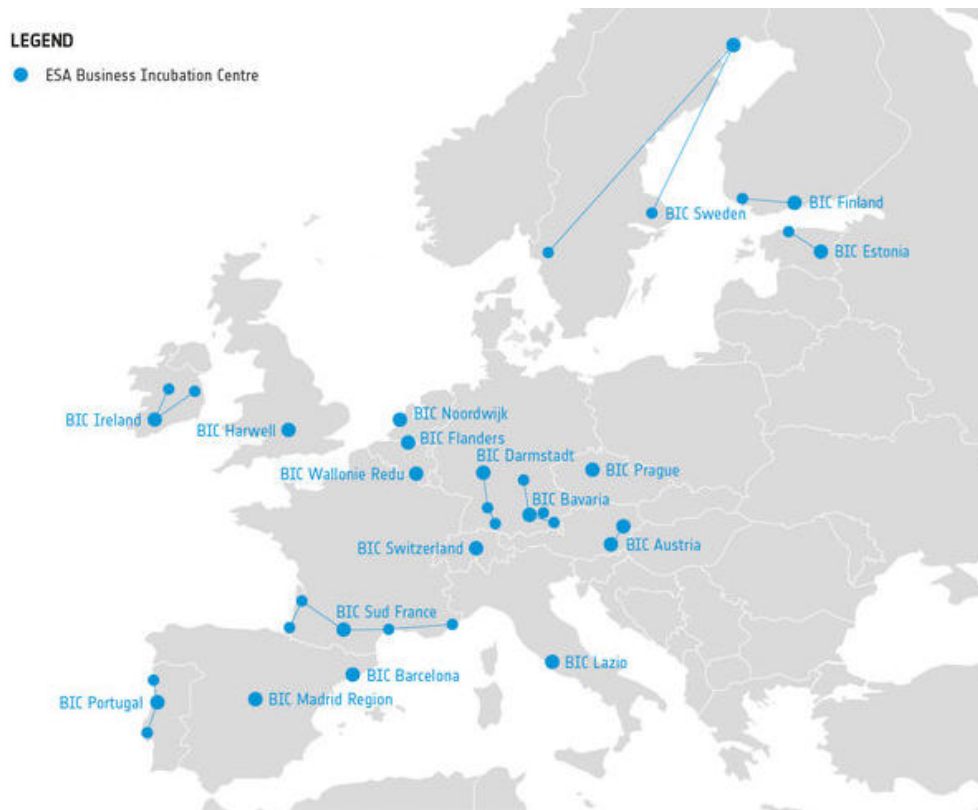 LEGEND
ESA Business Incubation Centre
BIC Sweden
BIC Finland
BIC Estonia
BIC Ireland
BIC Harwell
BIC Noordwijk
BIC Flanders
BIC Darmstadt
BIC Wallonie Redu
BIC Prague
BIC Bavaria
BIC Switzerland
BIC Austria
BIC Sud France
BIC Lazio
BIC Barcelona
BIC Portugal
BIC Madrid Region